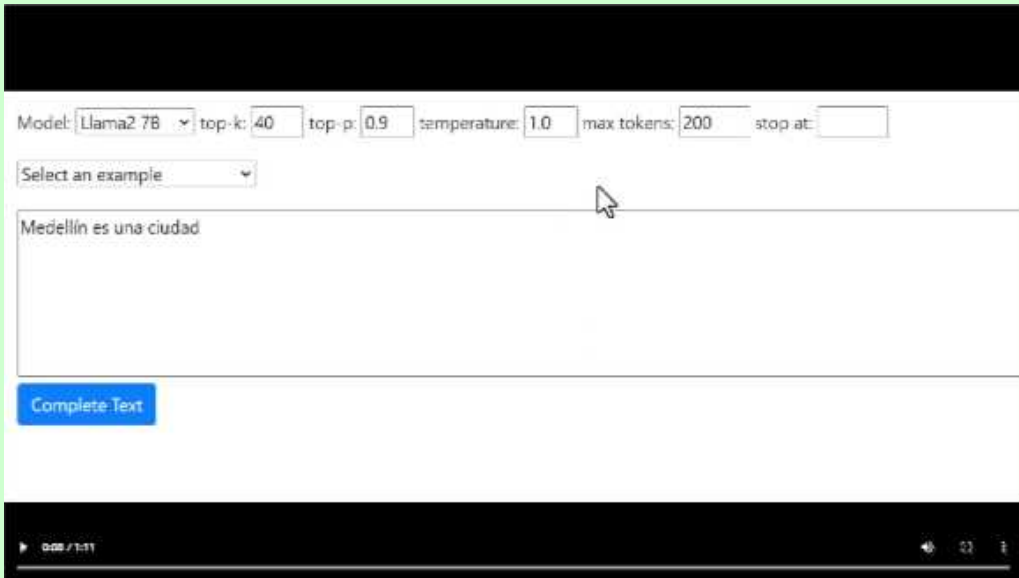 Model: Llama2 7B top-k: 40 top-p: 0.9 temperature: 1.0 max tokens: 200 stop at:
Select an example
Medellín es una ciudad
Complete Text
0:08 / 1:11